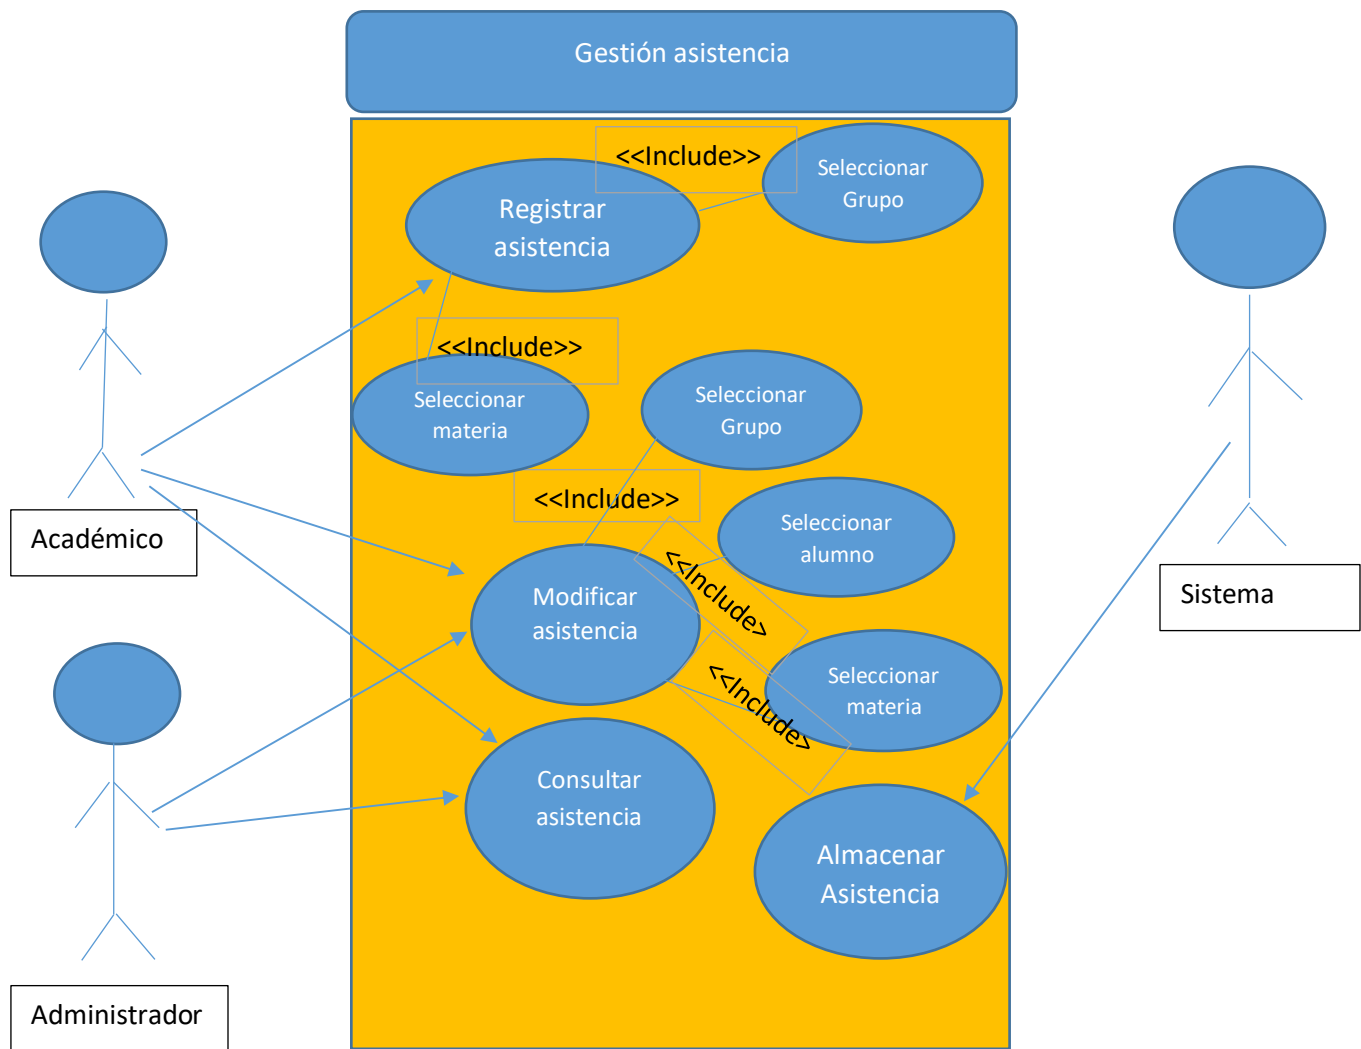 Gestión asistencia
<<Include>>
Seleccionar
Grupo
Registrar
asistencia
<<Include>>
Seleccionar
materia
Seleccionar
Grupo
<<Include>>
Seleccionar
alumno
<<Include>
Modificar
asistencia
Seleccionar
materia
<<Include>
Consultar
asistencia
Almacenar
Asistencia
Académico
Administrador
Sistema